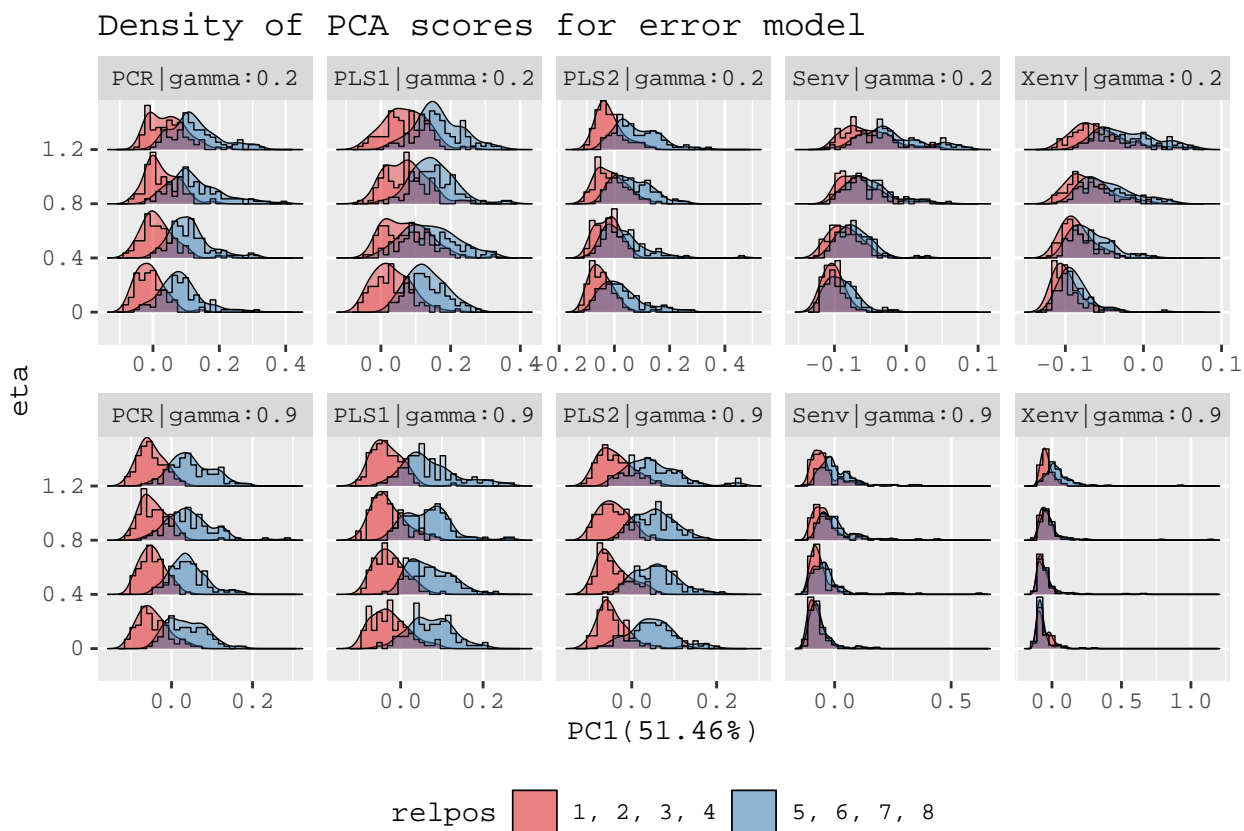 Density of PCA scores for error model
PCR|gamma:0.2 PLS1|gamma:0.2 PLS2|gamma:0.2 Senv|gamma:0.2 Xenv|gamma:0.2
1.2
0.8
0.4
0
0.0 0.2 0.4 0.0 0.2 0.4 −0.2 0.0 0.2 0.4 −0.1 0.0 0.1 −0.1 0.0 0.1
eta
PCR|gamma:0.9 PLS1|gamma:0.9 PLS2|gamma:0.9 Senv|gamma:0.9 Xenv|gamma:0.9
1.2
0.8
0.4
0
0.0 0.2 0.0 0.2 0.0 0.2 0.0 0.5 0.0 1.0
PC1(51.46%)
relpos 1, 2, 3, 4 5, 6, 7, 8